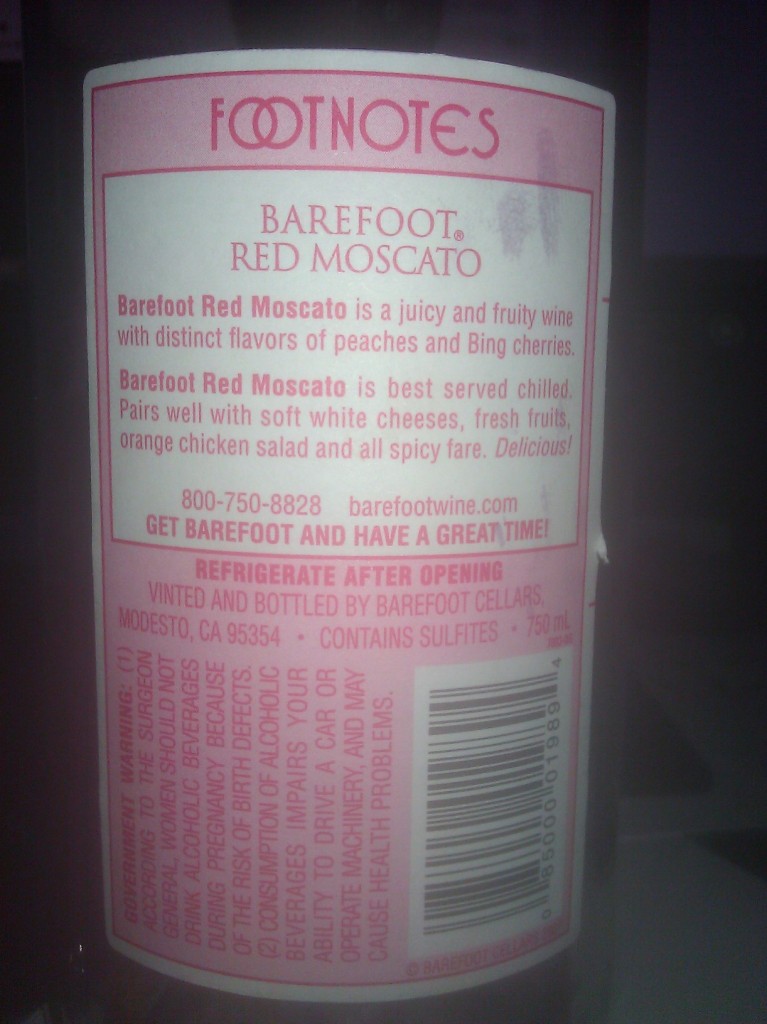 FOOTNOTES
BAREFOOT®
RED MOSCATO
Barefoot Red Moscato is a juicy and fruity wine
with distinct flavors of peaches and Bing cherries.
Barefoot Red Moscato is best served chilled.
Pairs well with soft white cheeses, fresh fruits,
orange chicken salad and all spicy fare. Delicious!
800-750-8828 barefootwine.com
GET BAREFOOT AND HAVE A GREAT TIME!
REFRIGERATE AFTER OPENING
VINTED AND BOTTLED BY BAREFOOT CELLARS,
MODESTO, CA 95354 • CONTAINS SULFITES • 750 mL
GOVERNMENT WARNING: (1)
ACCORDING TO THE SURGEON
GENERAL, WOMEN SHOULD NOT
DRINK ALCOHOLIC BEVERAGES
DURING PREGNANCY BECAUSE
OF THE RISK OF BIRTH DEFECTS.
(2) CONSUMPTION OF ALCOHOLIC
BEVERAGES IMPAIRS YOUR
ABILITY TO DRIVE A CAR OR
OPERATE MACHINERY, AND MAY
CAUSE HEALTH PROBLEMS.
0 85000 01989 4
© BAREFOOT CELLARS